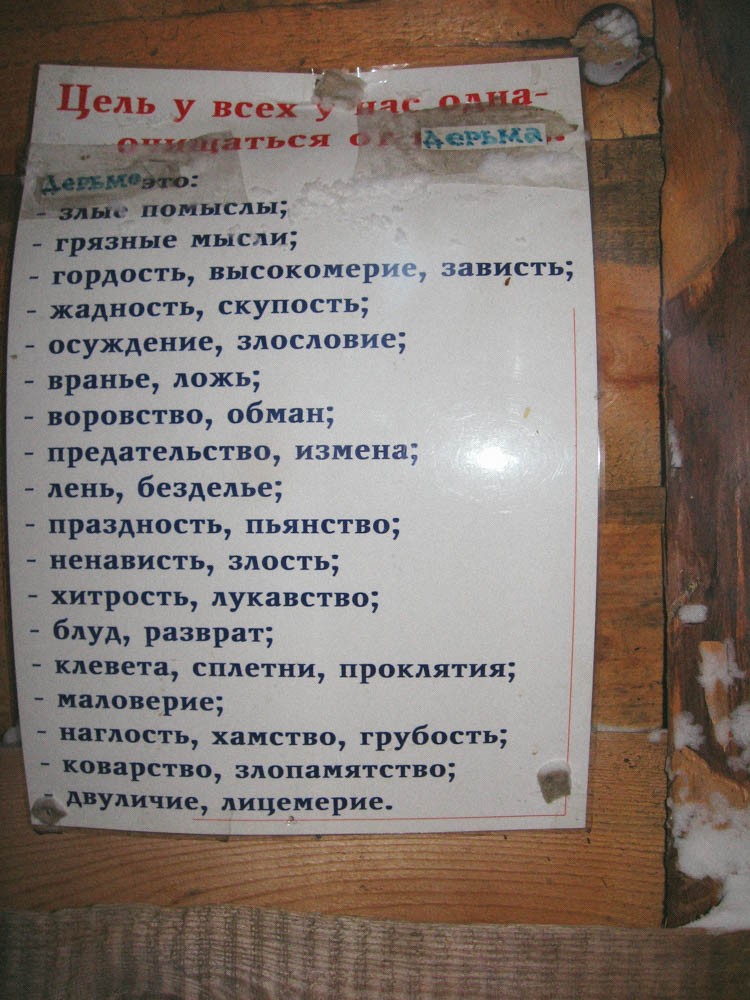 Цель у всех у нас одна-
очищаться от дерьма.
Дерьмо это:
- злые помыслы;
- грязные мысли;
- гордость, высокомерие, зависть;
- жадность, скупость;
- осуждение, злословие;
- вранье, ложь;
- воровство, обман;
- предательство, измена;
- лень, безделье;
- праздность, пьянство;
- ненависть, злость;
- хитрость, лукавство;
- блуд, разврат;
- клевета, сплетни, проклятия;
- маловерие;
- наглость, хамство, грубость;
- коварство, злопамятство;
- двуличие, лицемерие.